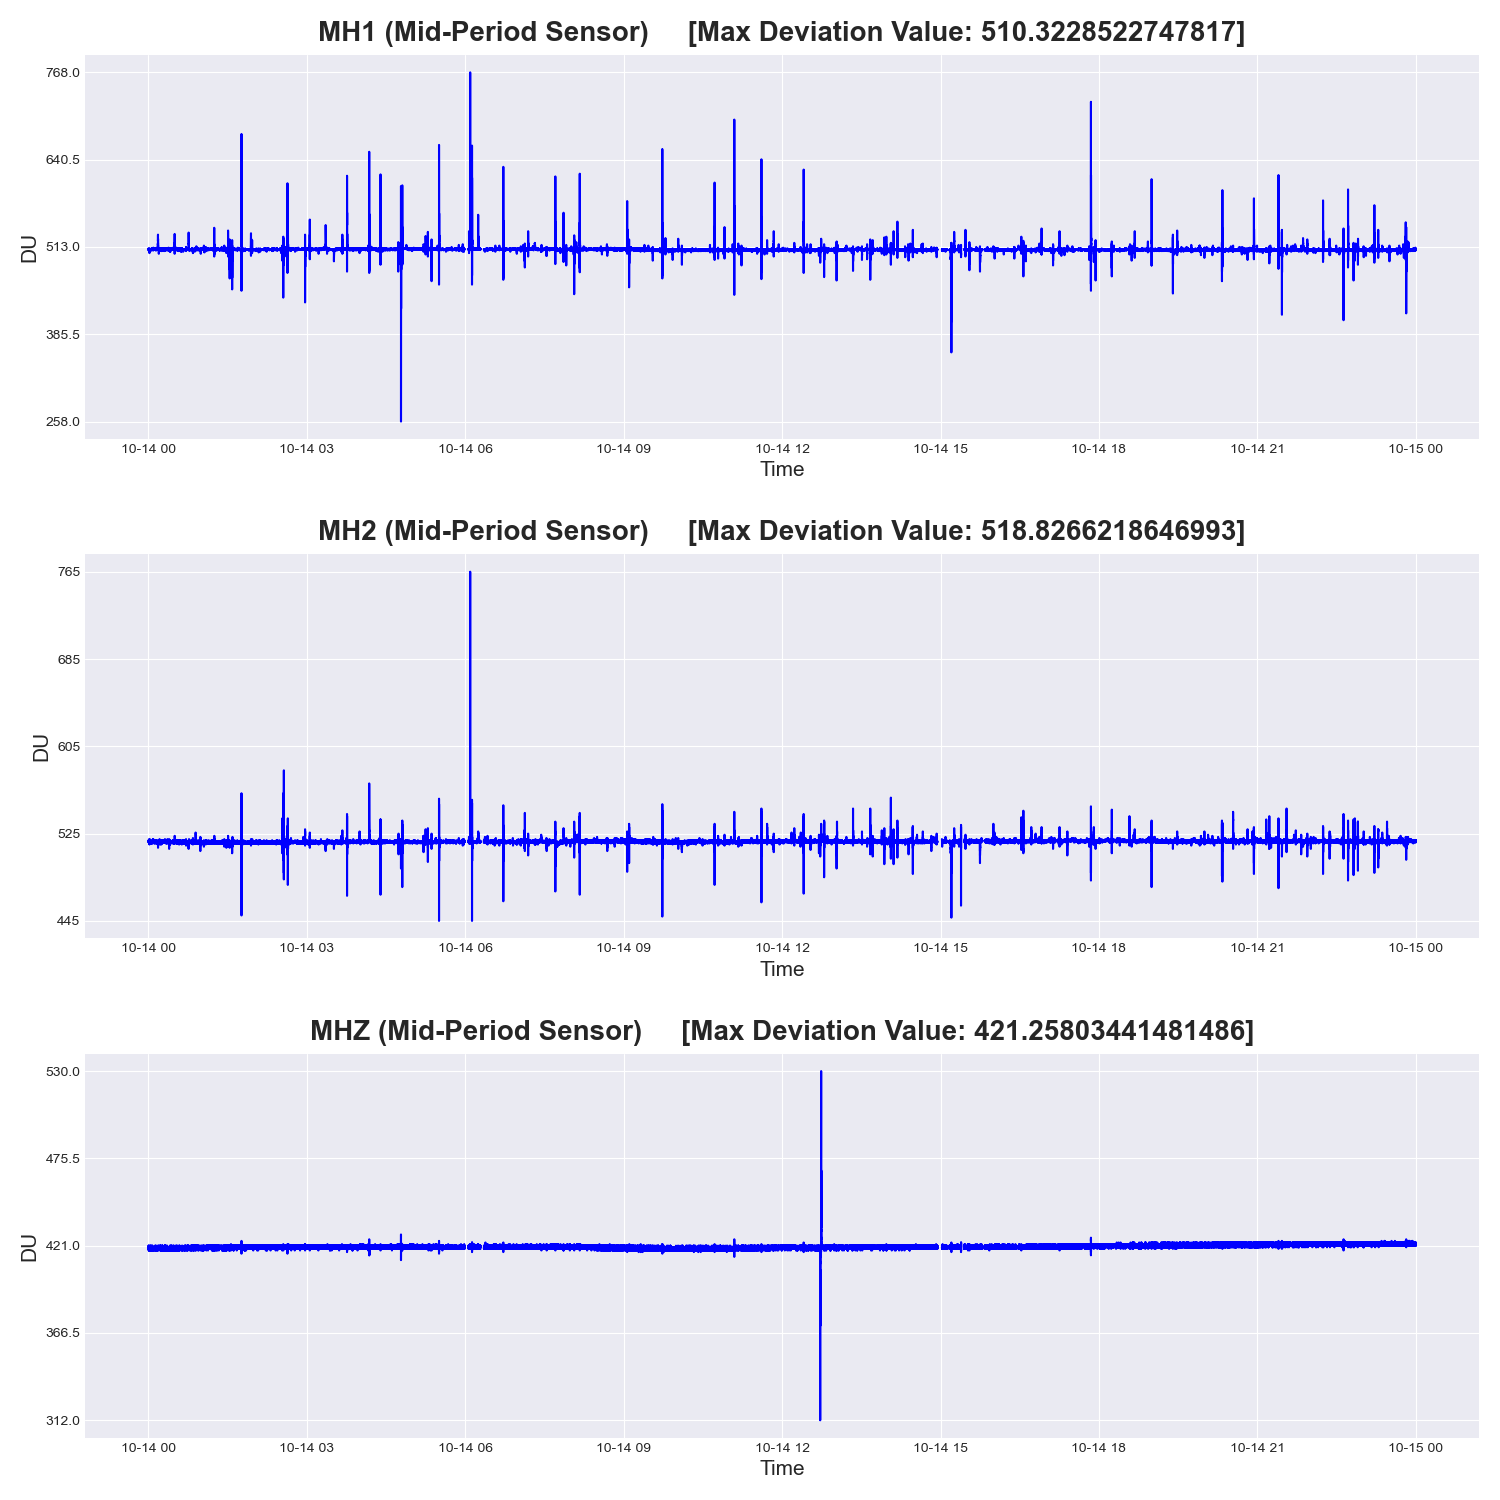 MH1 (Mid-Period Sensor) [Max Deviation Value: 510.3228522747817]
768.0
640.5
513.0
385.5
258.0
DU
10-14 00 10-14 03 10-14 06 10-14 09 10-14 12 10-14 15 10-14 18 10-14 21 10-15 00
Time
MH2 (Mid-Period Sensor) [Max Deviation Value: 518.8266218646993]
765
685
605
525
445
DU
10-14 00 10-14 03 10-14 06 10-14 09 10-14 12 10-14 15 10-14 18 10-14 21 10-15 00
Time
MHZ (Mid-Period Sensor) [Max Deviation Value: 421.25803441481486]
530.0
475.5
421.0
366.5
312.0
DU
10-14 00 10-14 03 10-14 06 10-14 09 10-14 12 10-14 15 10-14 18 10-14 21 10-15 00
Time